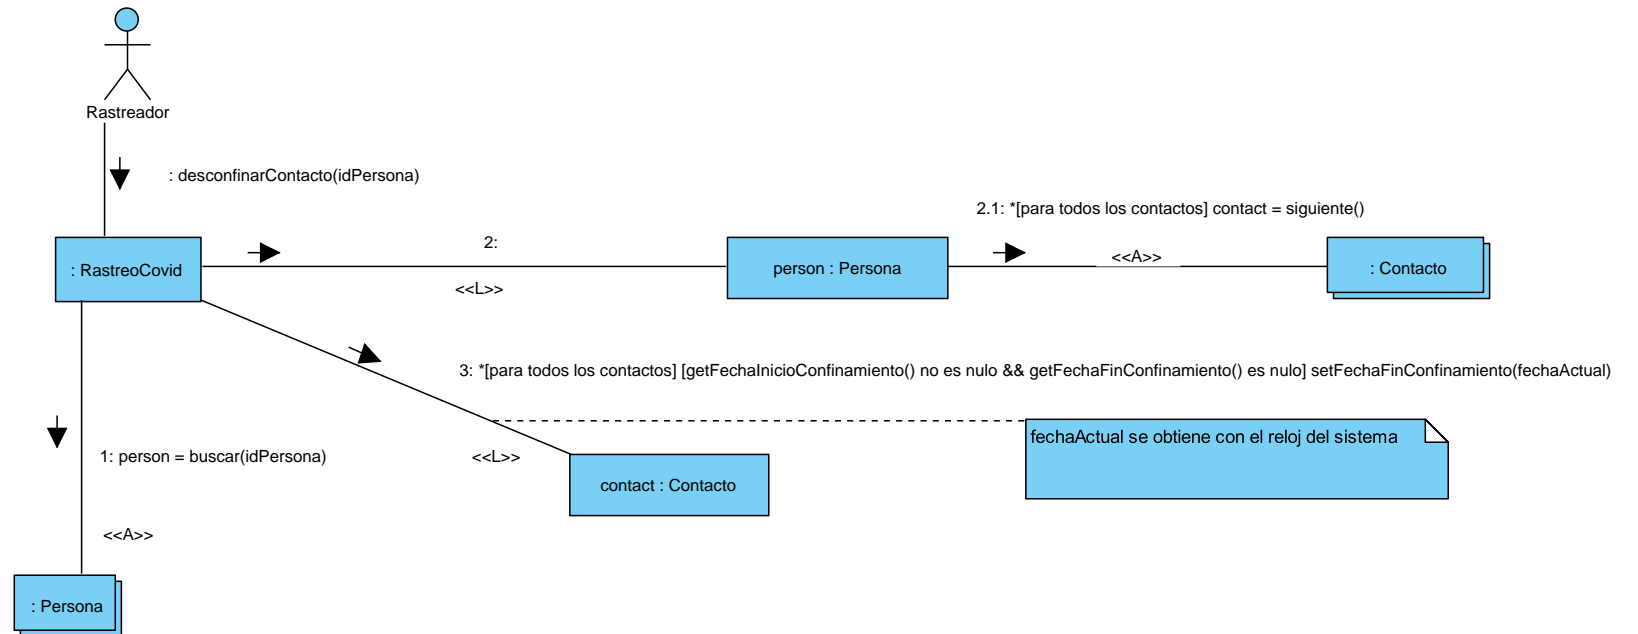 Rastreador
: desconfinarContacto(idPersona)
2.1: *[para todos los contactos] contact = siguiente()
: RastreoCovid
2:
<<L>>
person : Persona
<<A>>
: Contacto
3: *[para todos los contactos] [getFechaInicioConfinamiento() no es nulo && getFechaFinConfinamiento() es nulo] setFechaFinConfinamiento(fechaActual)
fechaActual se obtiene con el reloj del sistema
1: person = buscar(idPersona)
<<L>>
contact : Contacto
<<A>>
: Persona